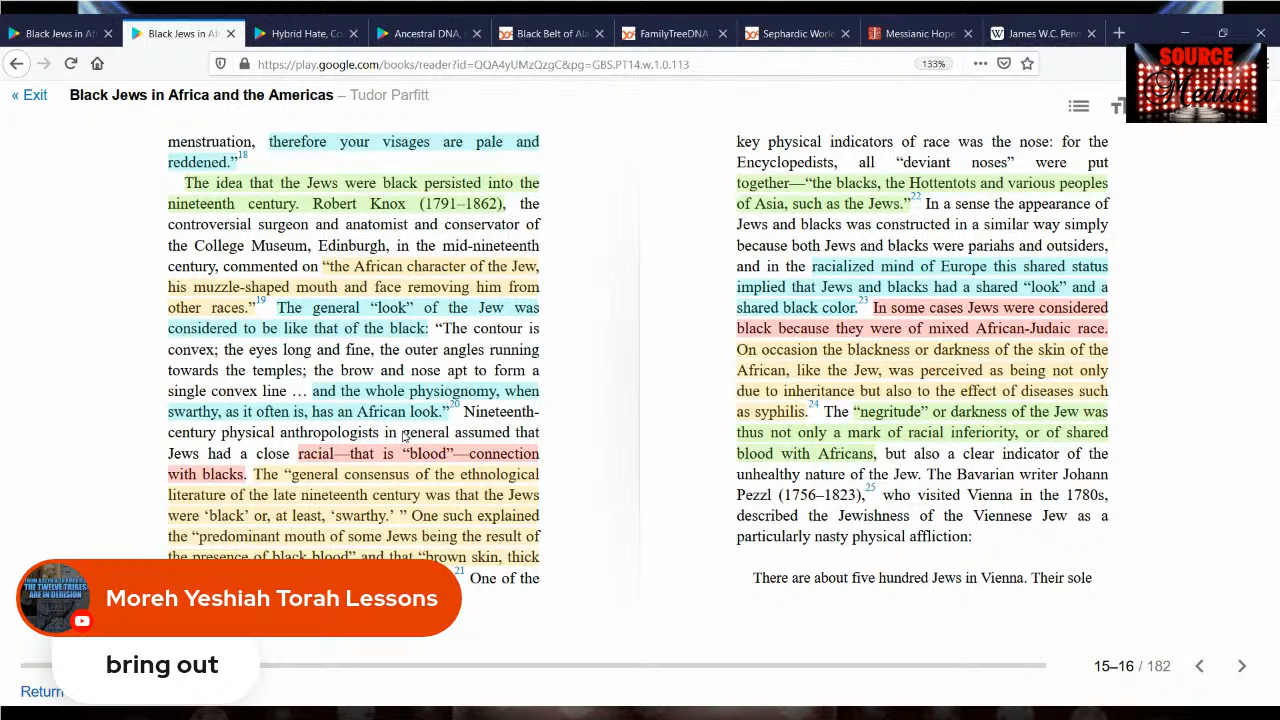 Black Jews in Af
Black Jews in Af
Hybrid Hate, Co
Ancestral DNA,
Black Belt of Ala
FamilyTreeDNA
Sephardic World
Messianic Hope
James W.C. Penn
https://play.google.com/books/reader?id=QOA4yUMzQzgC&pg=GBS.PT14.w.1.0.113
133%
SOURCE
Media
« Exit
Black Jews in Africa and the Americas – Tudor Parfitt
menstruation, therefore your visages are pale and
reddened.”18
The idea that the Jews were black persisted into the
nineteenth century. Robert Knox (1791–1862), the
controversial surgeon and anatomist and conservator of
the College Museum, Edinburgh, in the mid-nineteenth
century, commented on “the African character of the Jew,
his muzzle-shaped mouth and face removing him from
other races.”19 The general “look” of the Jew was
considered to be like that of the black: “The contour is
convex; the eyes long and fine, the outer angles running
towards the temples; the brow and nose apt to form a
single convex line … and the whole physiognomy, when
swarthy, as it often is, has an African look.”20 Nineteenth-
century physical anthropologists in general assumed that
Jews had a close racial—that is “blood”—connection
with blacks. The “general consensus of the ethnological
literature of the late nineteenth century was that the Jews
were ‘black’ or, at least, ‘swarthy.’ ” One such explained
the “predominant mouth of some Jews being the result of
the presence of black blood” and that “brown skin, thick
21 One of the
key physical indicators of race was the nose: for the
Encyclopedists, all “deviant noses” were put
together—“the blacks, the Hottentots and various peoples
of Asia, such as the Jews.”22 In a sense the appearance of
Jews and blacks was constructed in a similar way simply
because both Jews and blacks were pariahs and outsiders,
and in the racialized mind of Europe this shared status
implied that Jews and blacks had a shared “look” and a
shared black color.23 In some cases Jews were considered
black because they were of mixed African-Judaic race.
On occasion the blackness or darkness of the skin of the
African, like the Jew, was perceived as being not only
due to inheritance but also to the effect of diseases such
as syphilis.24 The “negritude” or darkness of the Jew was
thus not only a mark of racial inferiority, or of shared
blood with Africans, but also a clear indicator of the
unhealthy nature of the Jew. The Bavarian writer Johann
Pezzl (1756–1823),25 who visited Vienna in the 1780s,
described the Jewishness of the Viennese Jew as a
particularly nasty physical affliction:
There are about five hundred Jews in Vienna. Their sole
Moreh Yeshiah Torah Lessons
bring out
15–16 / 182
Return